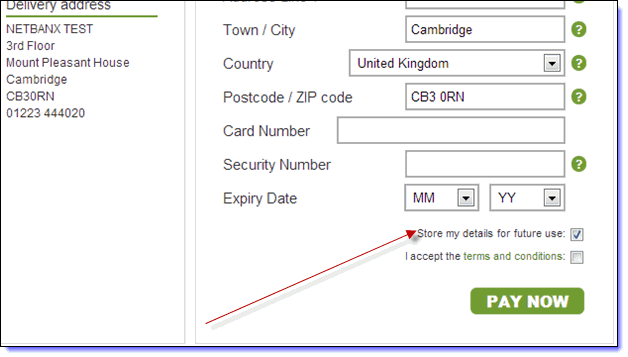 Delivery address
NETBANX TEST
3rd Floor
Mount Pleasant House
Cambridge
CB30RN
01223 444020
Town / City
Cambridge
?
Country
United Kingdom
?
Postcode / ZIP code
CB3 0RN
?
Card Number
Security Number
?
Expiry Date
MM
YY
Store my details for future use:
I accept the terms and conditions:
PAY NOW